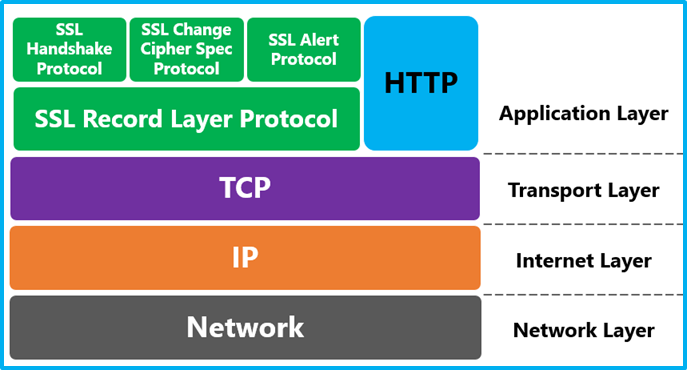 SSL
Handshake
Protocol
SSL Change
Cipher Spec
Protocol
SSL Alert
Protocol
HTTP
SSL Record Layer Protocol
Application Layer
TCP
Transport Layer
IP
Internet Layer
Network
Network Layer